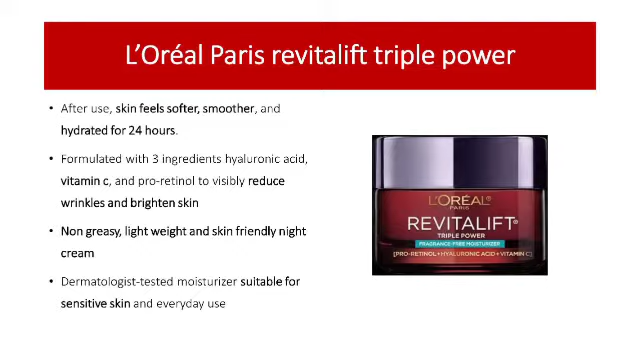 L'Oréal Paris revitalift triple power
• After use, skin feels softer, smoother, and
hydrated for 24 hours.
• Formulated with 3 ingredients hyaluronic acid,
vitamin c, and pro-retinol to visibly reduce
wrinkles and brighten skin
• Non greasy, light weight and skin friendly night
cream
• Dermatologist-tested moisturizer suitable for
sensitive skin and everyday use
L'ORÉAL
PARIS
REVITALIFT®
TRIPLE POWER
FRAGRANCE-FREE MOISTURIZER
[PRO-RETINOL+HYALURONIC ACID+VITAMIN C]